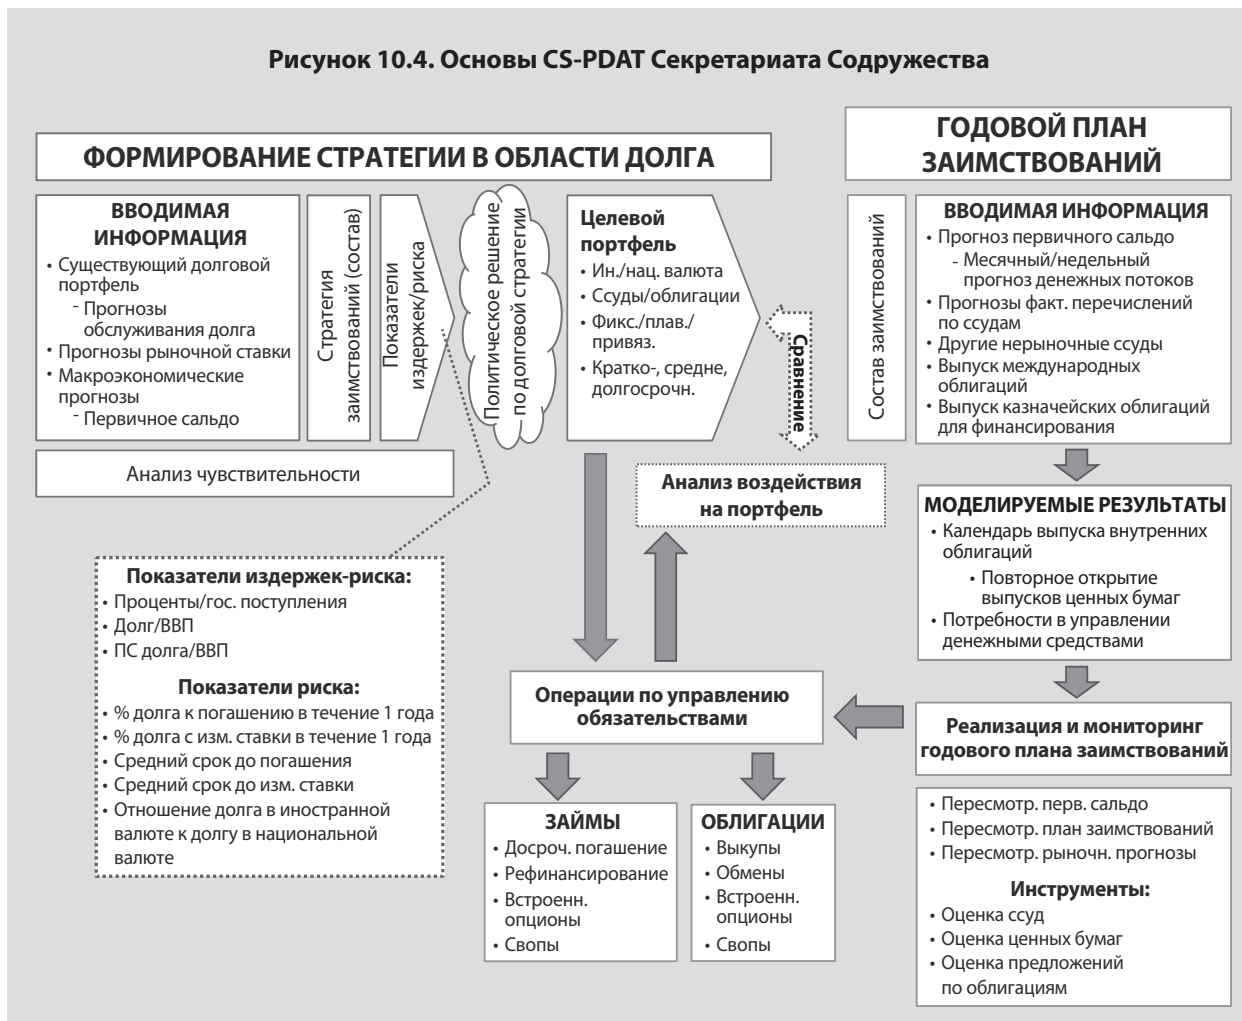 Рисунок 10.4. Основы CS-PDAT Секретариата Содружества
ФОРМИРОВАНИЕ СТРАТЕГИИ В ОБЛАСТИ ДОЛГА
ВВОДИМАЯ
ИНФОРМАЦИЯ
• Существующий долговой
портфель
- Прогнозы
обслуживания долга
• Прогнозы рыночной ставки
• Макроэкономические
прогнозы
- Первичное сальдо
Стратегия
заимствований (состав)
Показатели
издержек/риска
Политическое решение
по долговой стратегии
Целевой
портфель
• Ин./нац. валюта
• Ссуды/облигации
• Фикс./плав./
привяз.
• Кратко-, средне,
долгосрочн.
Сравнение
Анализ чувствительности
Анализ воздействия
на портфель
Показатели издержек-риска:
• Проценты/гос. поступления
• Долг/ВВП
• ПС долга/ВВП
Показатели риска:
• % долга к погашению в течение 1 года
• % долга с изм. ставки в течение 1 года
• Средний срок до погашения
• Средний срок до изм. ставки
• Отношение долга в иностранной
валюте к долгу в национальной
валюте
Операции по управлению
обязательствами
ЗАЙМЫ
• Досроч. погашение
• Рефинансирование
• Встроенн.
опционы
• Свопы
ОБЛИГАЦИИ
• Выкупы
• Обмены
• Встроенн.
опционы
• Свопы
ГОДОВОЙ ПЛАН
ЗАИМСТВОВАНИЙ
Состав заимствований
ВВОДИМАЯ ИНФОРМАЦИЯ
• Прогноз первичного сальдо
- Месячный/недельный
прогноз денежных потоков
• Прогнозы факт. перечислений
по ссудам
• Другие нерыночные ссуды
• Выпуск международных
облигаций
• Выпуск казначейских облигаций
для финансирования
МОДЕЛИРУЕМЫЕ РЕЗУЛЬТАТЫ
• Календарь выпуска внутренних
облигаций
• Повторное открытие
выпусков ценных бумаг
• Потребности в управлении
денежными средствами
Реализация и мониторинг
годового плана заимствований
• Пересмотр. перв. сальдо
• Пересмотр. план заимствований
• Пересмотр. рыночн. прогнозы
Инструменты:
• Оценка ссуд
• Оценка ценных бумаг
• Оценка предложений
по облигациям